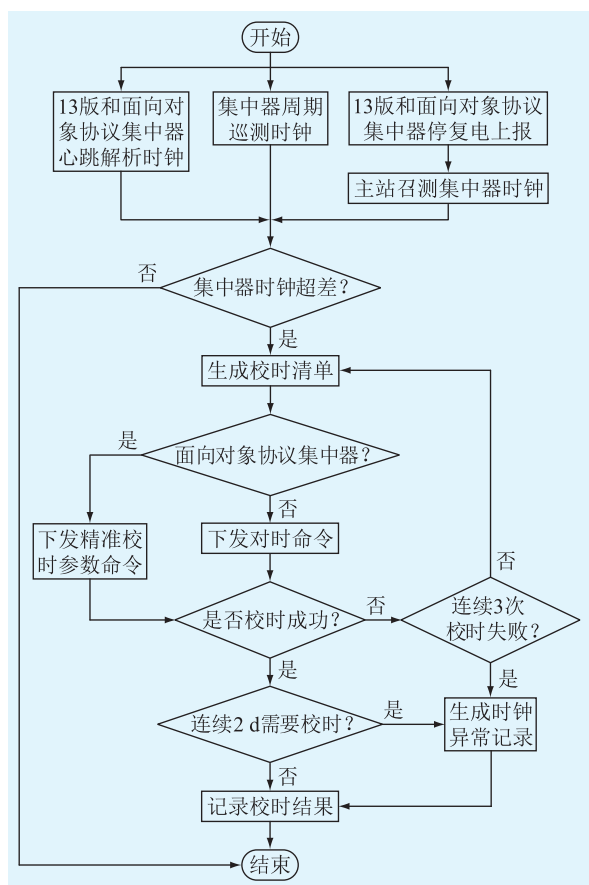 开始
13版和面向对
象协议集中器
心跳解析时钟
集中器周期
巡测时钟
13版和面向对象协议
集中器停复电上报
主站召测集中器时钟
否
集中器时钟超差?
是
生成校时清单
是
面向对象协议集中器?
否
下发精准校
时参数命令
下发对时命令
否
是否校时成功?
否
连续3次
校时失败?
是
是
连续2 d需要校时?
是
生成时钟
异常记录
否
记录校时结果
结束